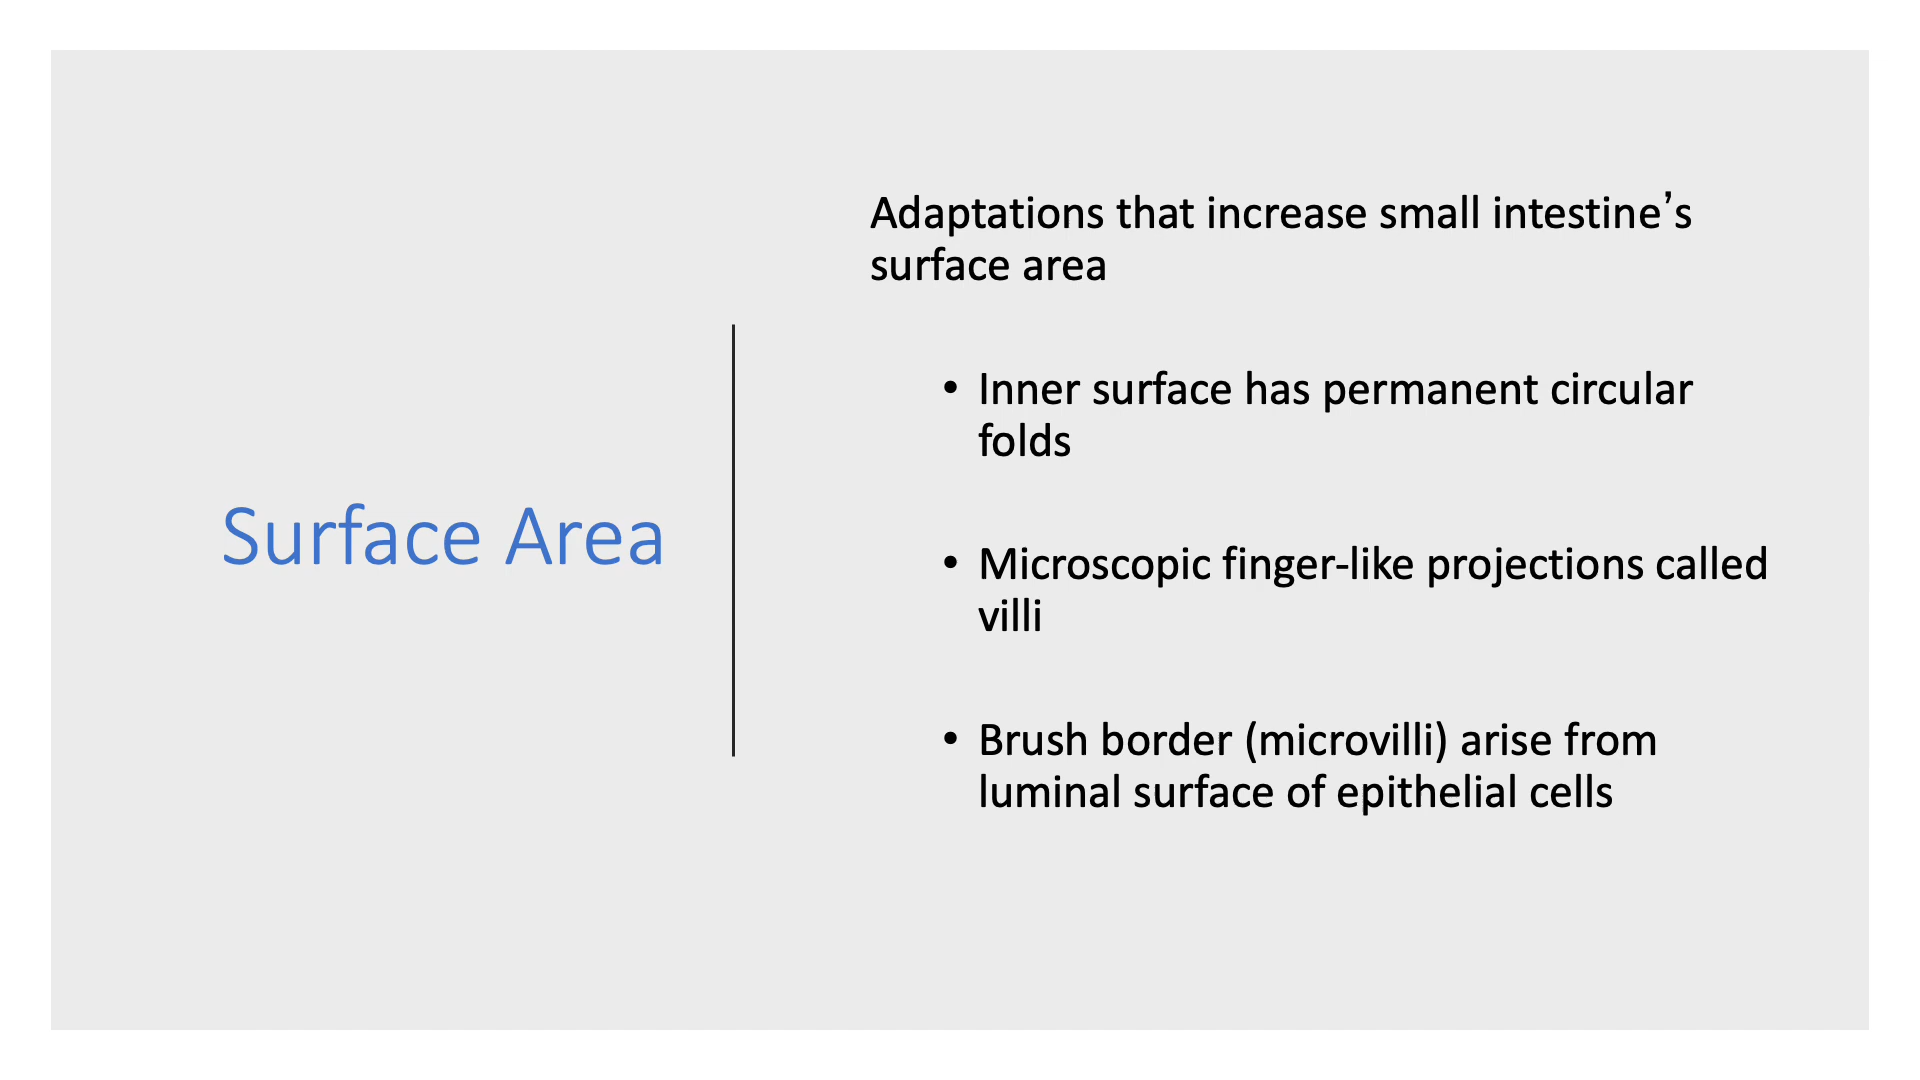 Surface Area
Adaptations that increase small intestine’s
surface area
• Inner surface has permanent circular
folds
• Microscopic finger-like projections called
villi
• Brush border (microvilli) arise from
luminal surface of epithelial cells